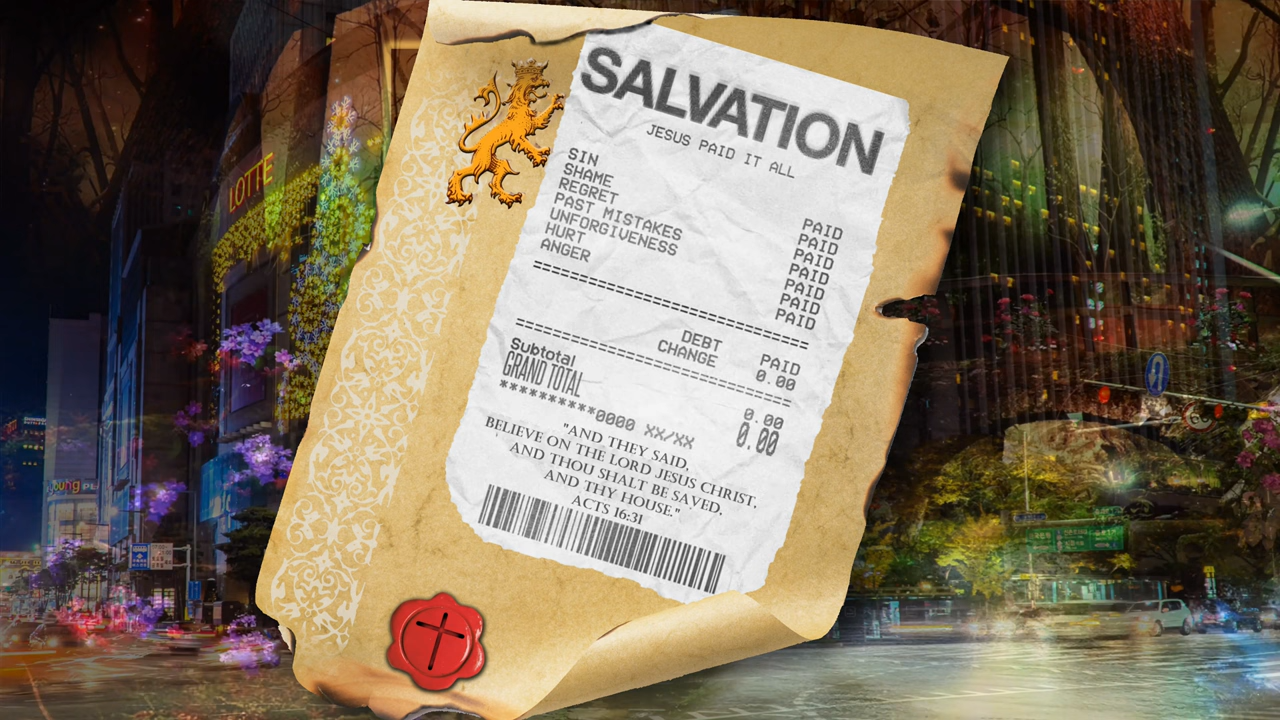 SALVATION
JESUS PAID IT ALL
SIN PAID
SHAME PAID
REGRET PAID
PAST MISTAKES PAID
UNFORGIVENESS PAID
HURT PAID
ANGER PAID
==============================
DEBT PAID
CHANGE 0.00
==============================
Subtotal 0.00
GRAND TOTAL 0.00
**********0000 XX/XX
"AND THEY SAID,
BELIEVE ON THE LORD JESUS CHRIST,
AND THOU SHALT BE SAVED,
AND THY HOUSE."
ACTS 16:31
LOTTE
young